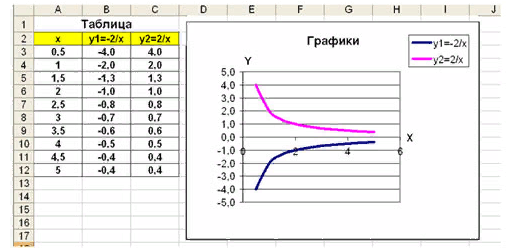 A B C D E F G H I J
1 Таблица
2 x y1=-2/x y2=2/x
3 0.5 -4.0 4.0
4 1 -2.0 2.0
5 1,5 -1,3 1,3
6 2 -1,0 1,0
7 2.5 -0.8 0,8
8 3 -0.7 0,7
9 3.5 -0.6 0.6
10 4 -0.5 0.5
11 4.5 -0.4 0.4
12 5 -0.4 0,4
13
14
15
16
17
Графики
y1=-2/x
y2=2/x
Y
5,0
4,0
3,0
2,0
1,0
0,0
-1,0
-2,0
-3,0
-4,0
-5,0
0 2 4 6
X